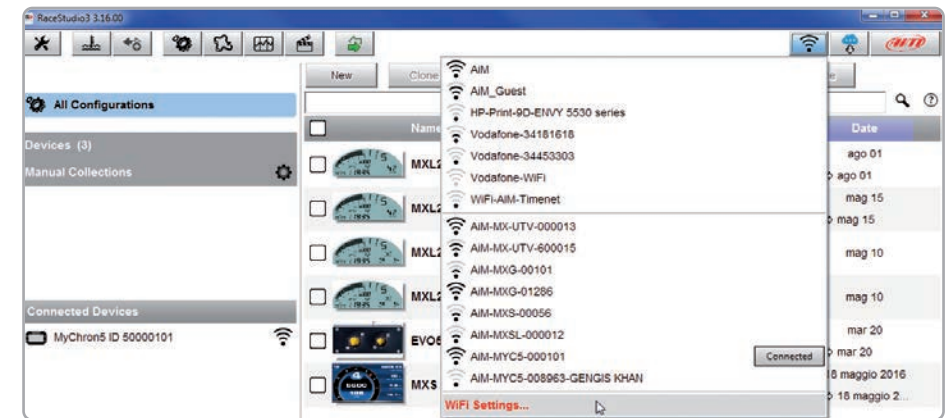 RaceStudio3 3.16.00
AiM
New
Clone
All Configurations
Name
Date
Devices (3)
Manual Collections
MXL2
ago 01
ago 01
MXL2
mag 15
mag 15
MXL2
mag 10
MXL2
mag 10
EVO5
mar 20
mar 20
MXS
18 maggio 2016
18 maggio 2...
Connected Devices
MyChron5 ID 50000101
AiM
AiM_Guest
HP-Print-9D-ENVY 5530 series
Vodafone-34181618
Vodafone-34453303
Vodafone-WiFi
WiFi-AIM-Timenet
AiM-MX-UTV-000013
AiM-MX-UTV-600015
AiM-MXG-00101
AiM-MXG-01286
AiM-MXS-00056
AiM-MXSL-000012
AiM-MYC5-000101
Connected
AiM-MYC5-008963-GENGIS KHAN
WiFi Settings...